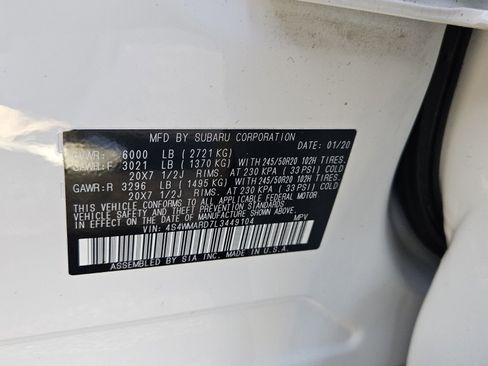 MFD BY SUBARU CORPORATION DATE: 01/20
GVWR: 6000 LB ( 2721 KG)
GAWR:F 3021 LB ( 1370 KG) WITH 245/50R20 102H TIRES,
20X7 1/2J RIMS, AT 230 KPA ( 33 PSI) COLD
GAWR:R 3296 LB ( 1495 KG) WITH 245/50R20 102H TIRES,
20X7 1/2J RIMS, AT 230 KPA ( 33 PSI) COLD
THIS VEHICLE CONFORMS TO ALL APPLICABLE FEDERAL MOTOR
VEHICLE SAFETY AND THEFT PREVENTION STANDARDS
IN EFFECT ON THE DATE OF MANUFACTURE SHOWN ABOVE.
VIN: 4S4WMARD7L3449104 MPV
ASSEMBLED BY SIA INC. MADE IN U.S.A.